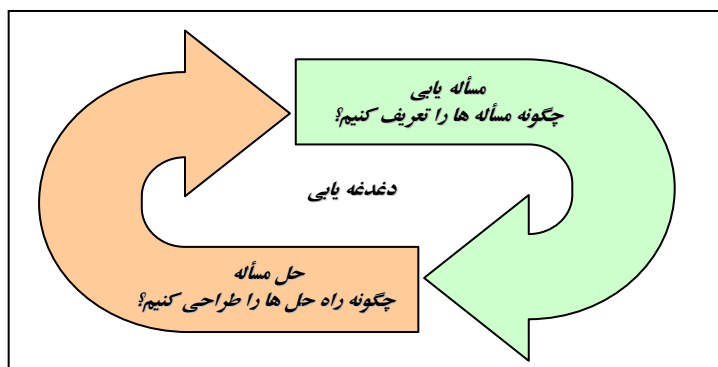 مسأله یابی
چگونه مسأله ها را تعریف کنیم؟
دغدغه یابی
حل مسأله
چگونه راه حل ها را طراحی کنیم؟